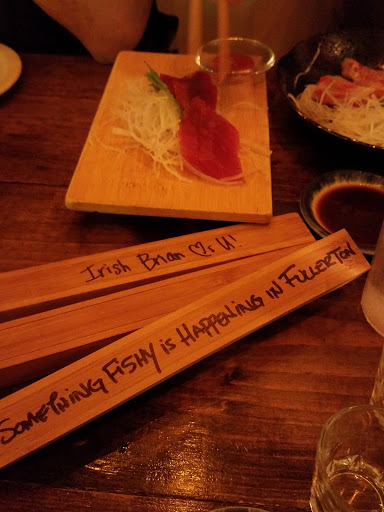 Irish Brian ♡s U!
SOMETHING FISHY is HAPPENING iN FULLERTON